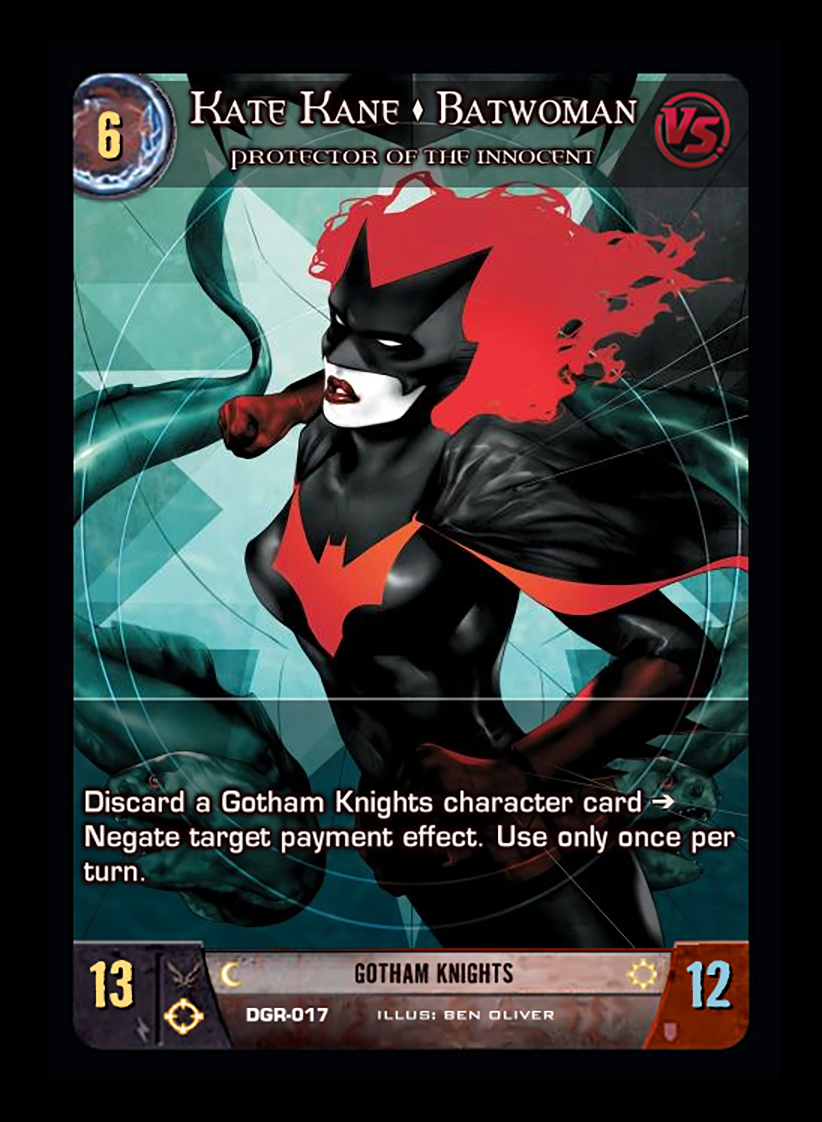 6
Kate Kane ♦ Batwoman
VS.
PROTECTOR OF THE INNOCENT
Discard a Gotham Knights character card ➔
Negate target payment effect. Use only once per
turn.
13
GOTHAM KNIGHTS
12
DGR-017 ILLUS: BEN OLIVER